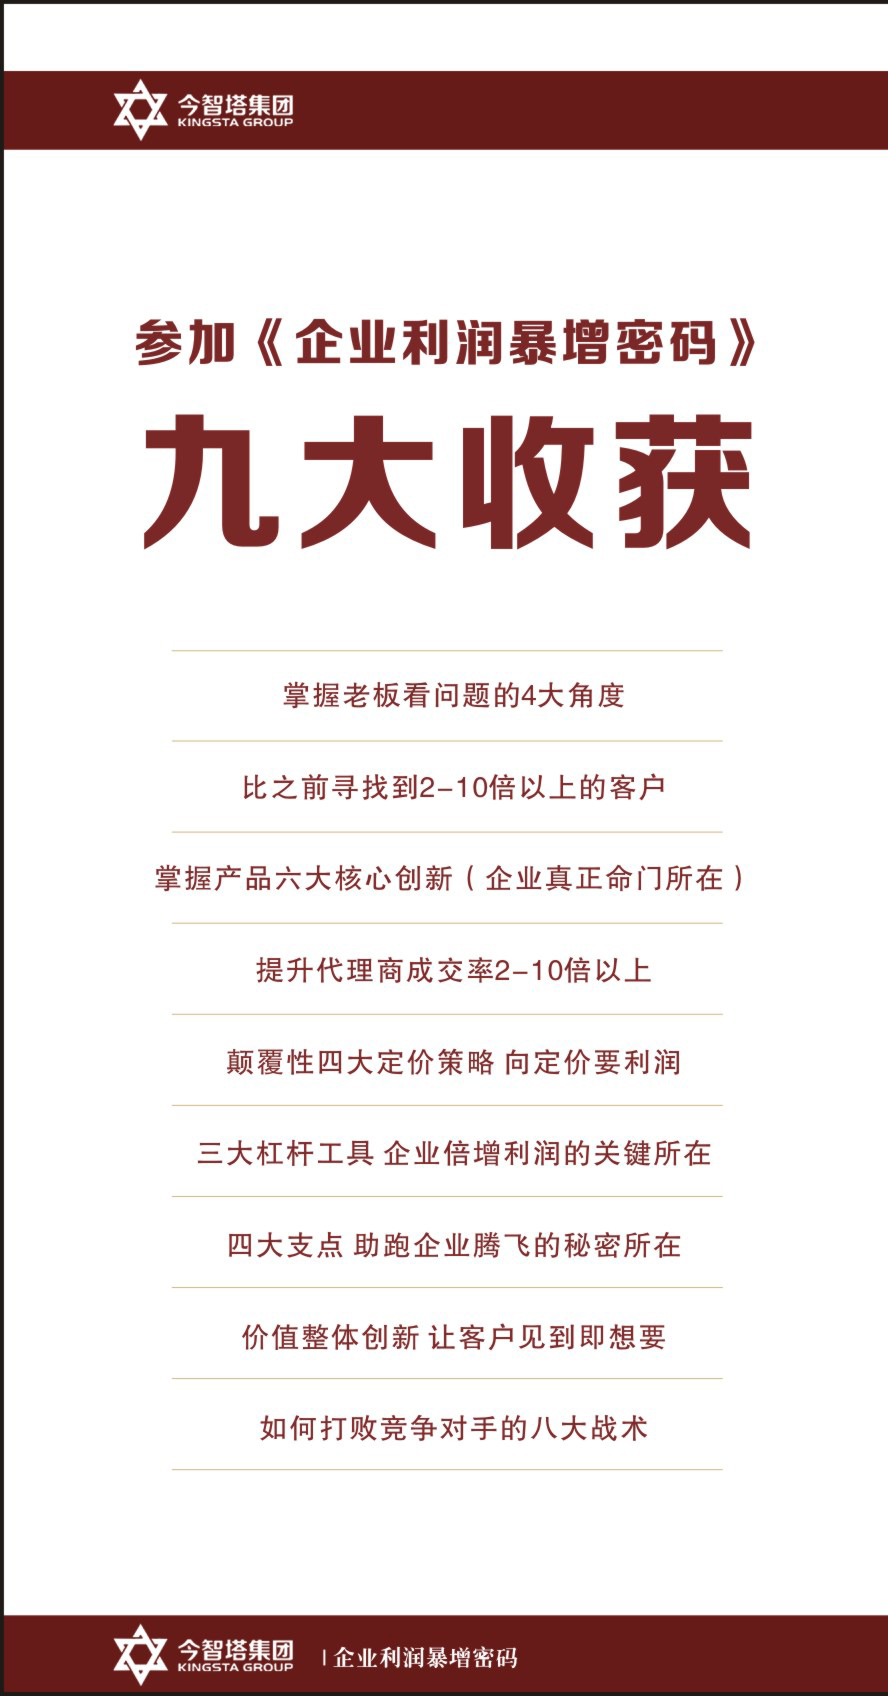 今智塔集团
KINGSTA GROUP
参加《企业利润暴增密码》
九大收获
掌握老板看问题的4大角度
比之前寻找到2-10倍以上的客户
掌握产品六大核心创新（企业真正命门所在）
提升代理商成交率2-10倍以上
颠覆性四大定价策略 向定价要利润
三大杠杆工具 企业倍增利润的关键所在
四大支点 助跑企业腾飞的秘密所在
价值整体创新 让客户见到即想要
如何打败竞争对手的八大战术
今智塔集团
KINGSTA GROUP
| 企业利润暴增密码